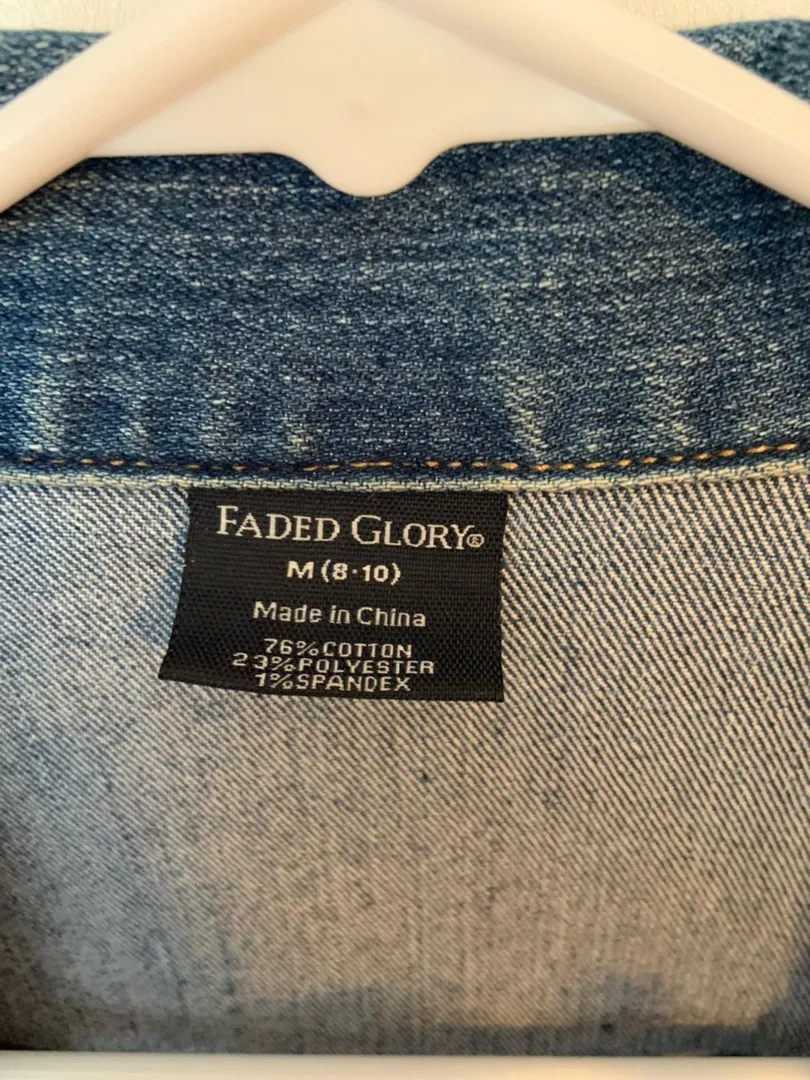 FADED GLORY®
M (8-10)
Made in China
76% COTTON
23% POLYESTER
1% SPANDEX